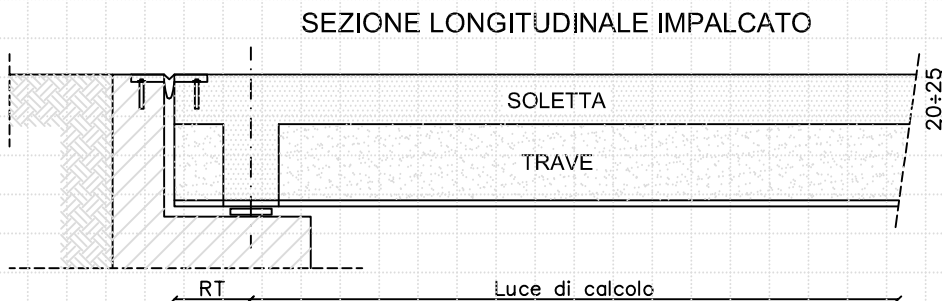 SEZIONE LONGITUDINALE IMPALCATO
SOLETTA
20÷25
TRAVE
RT
Luce di calcolo